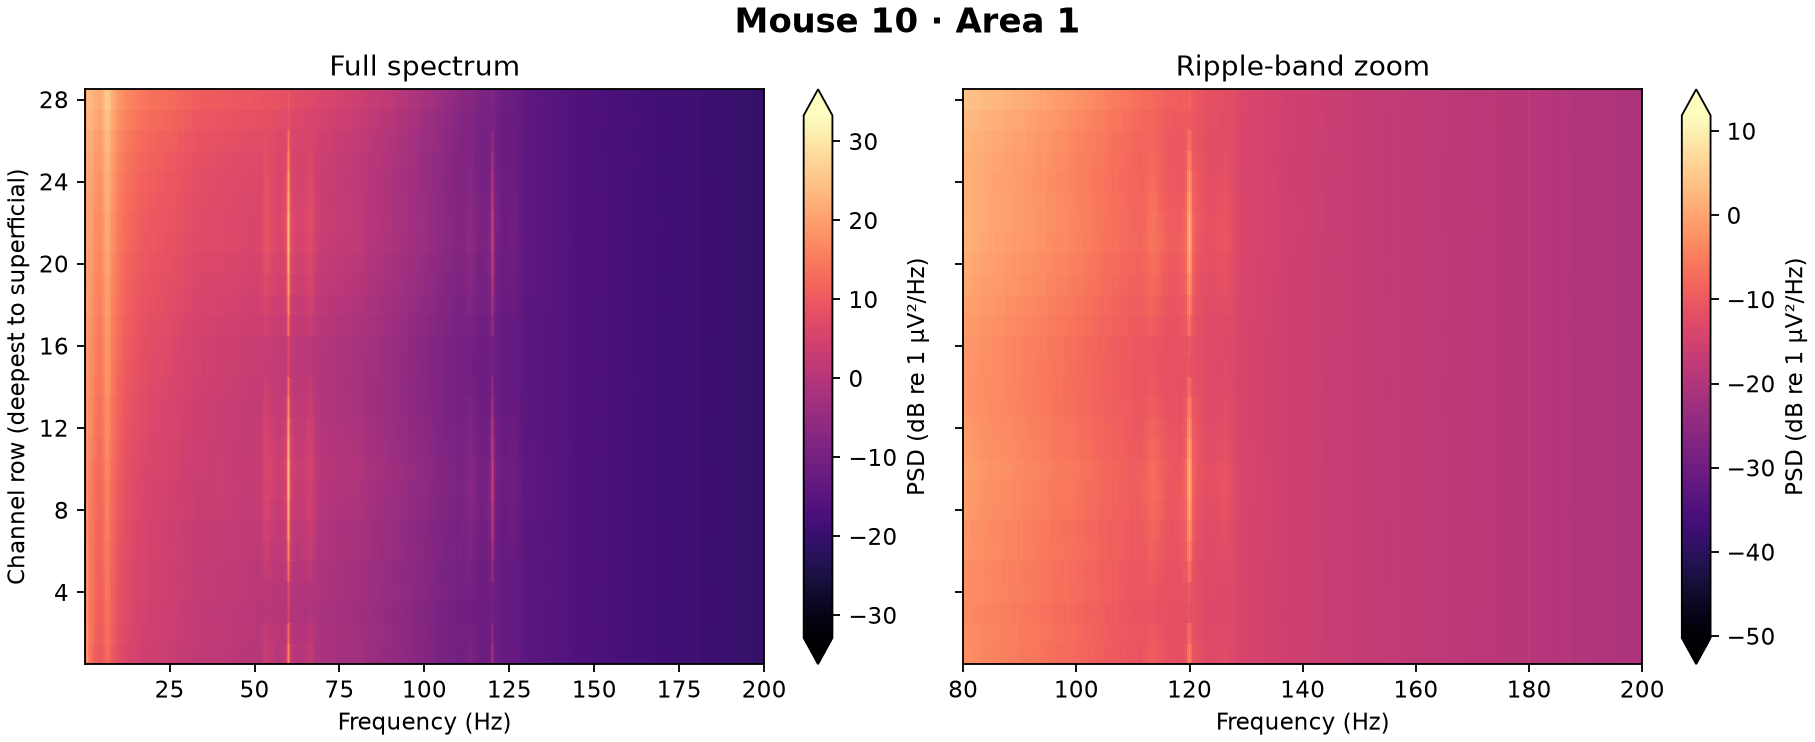 Mouse 10 · Area 1
Full spectrum
Channel row (deepest to superficial)
28
24
20
16
12
8
4
25 50 75 100 125 150 175 200
Frequency (Hz)
30
20
10
0
−10
−20
−30
PSD (dB re 1 µV²/Hz)
Ripple-band zoom
80 100 120 140 160 180 200
Frequency (Hz)
10
0
−10
−20
−30
−40
−50
PSD (dB re 1 µV²/Hz)